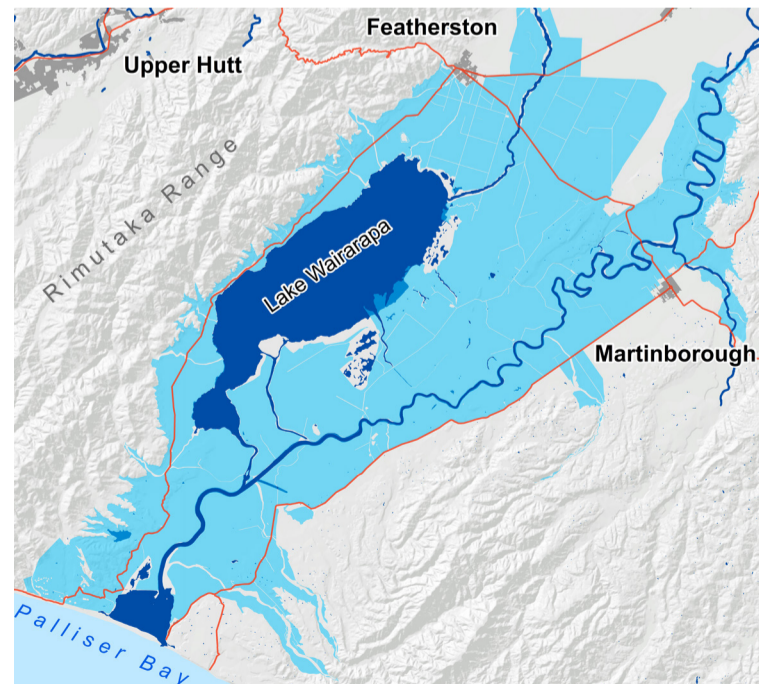 Featherston
Upper Hutt
Rimutaka Range
Lake Wairarapa
Martinborough
Palliser Bay